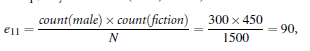 e11 = count(male) × count(fiction) / N = 300 × 450 / 1500 = 90,